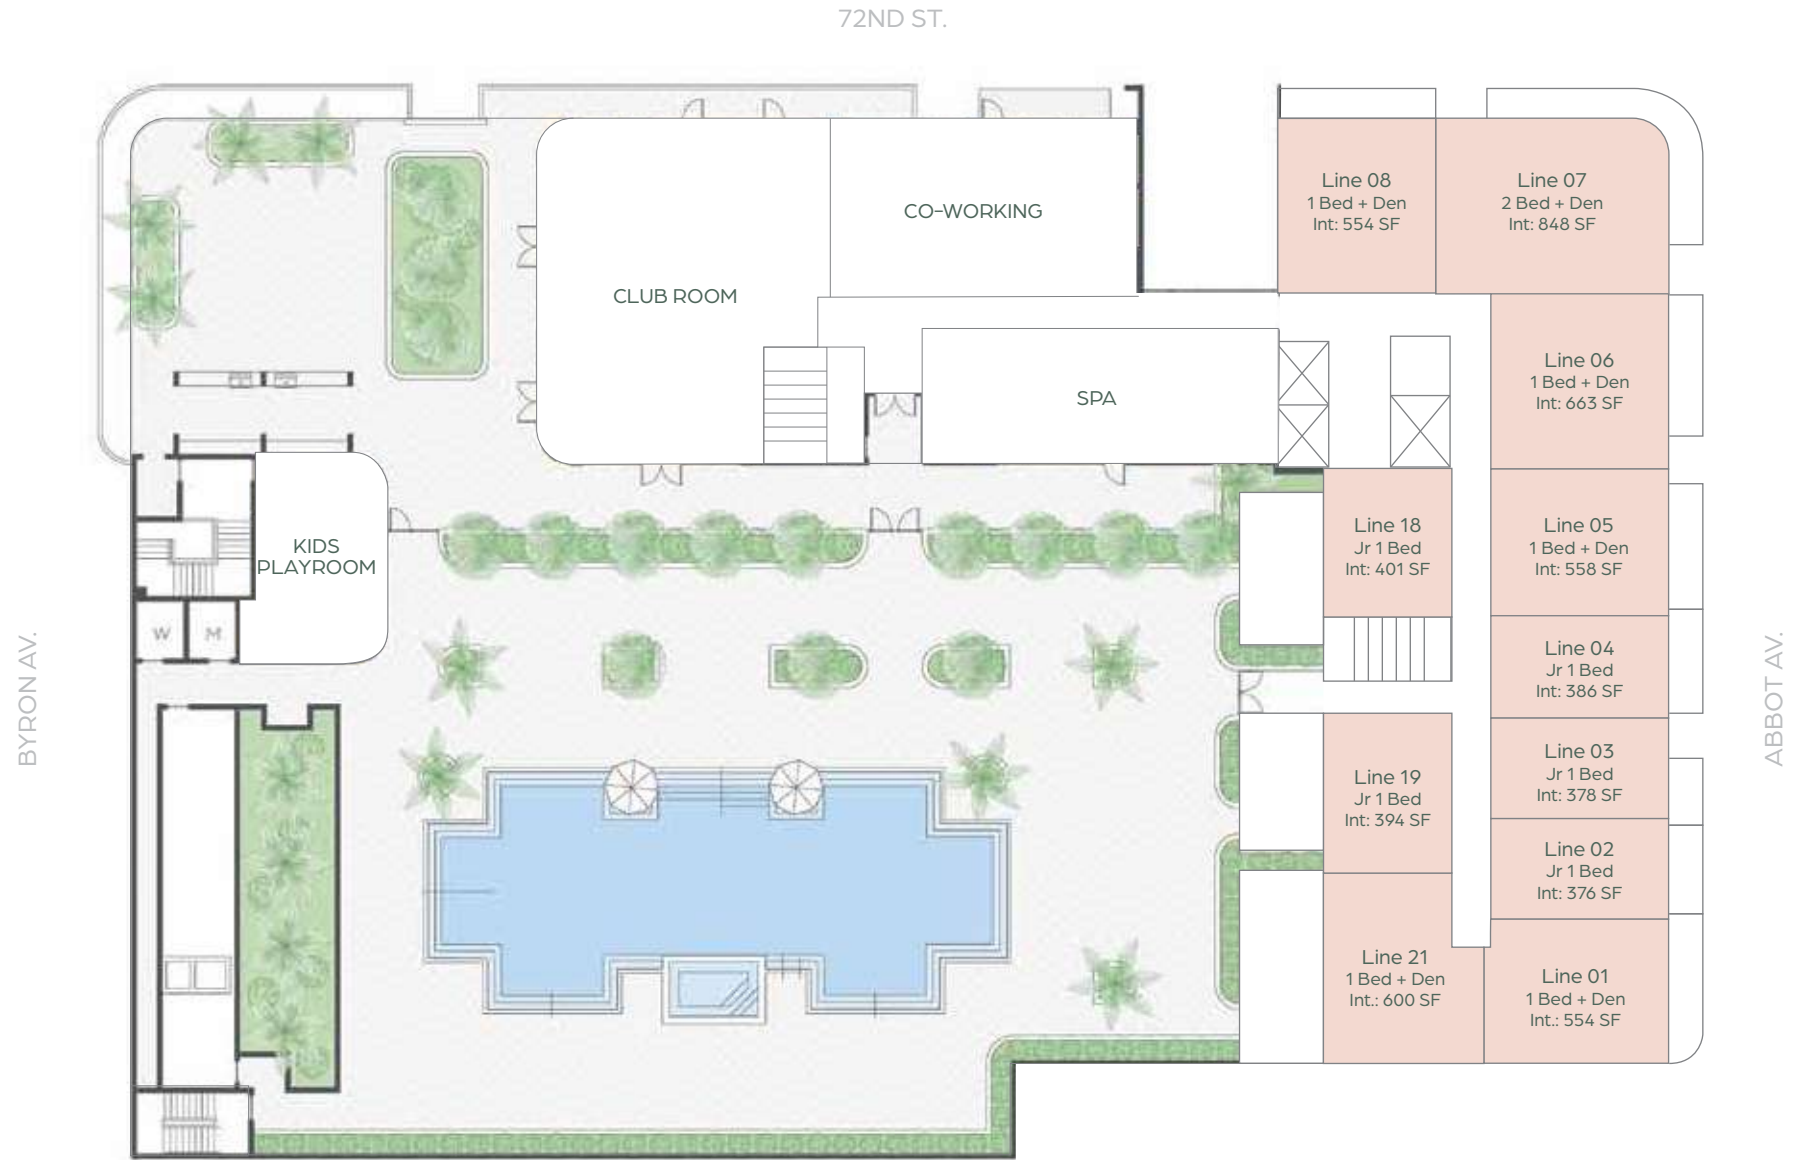 72ND ST.
Line 08
1 Bed + Den
Int: 554 SF
Line 07
2 Bed + Den
Int: 848 SF
CO-WORKING
CLUB ROOM
Line 06
1 Bed + Den
Int: 663 SF
SPA
Line 18
Jr 1 Bed
Int: 401 SF
Line 05
1 Bed + Den
Int: 558 SF
KIDS
PLAYROOM
W
M
BYRON AV.
ABBOT AV.
Line 04
Jr 1 Bed
Int: 386 SF
Line 03
Jr 1 Bed
Int: 378 SF
Line 19
Jr 1 Bed
Int: 394 SF
Line 02
Jr 1 Bed
Int: 376 SF
Line 21
1 Bed + Den
Int.: 600 SF
Line 01
1 Bed + Den
Int.: 554 SF